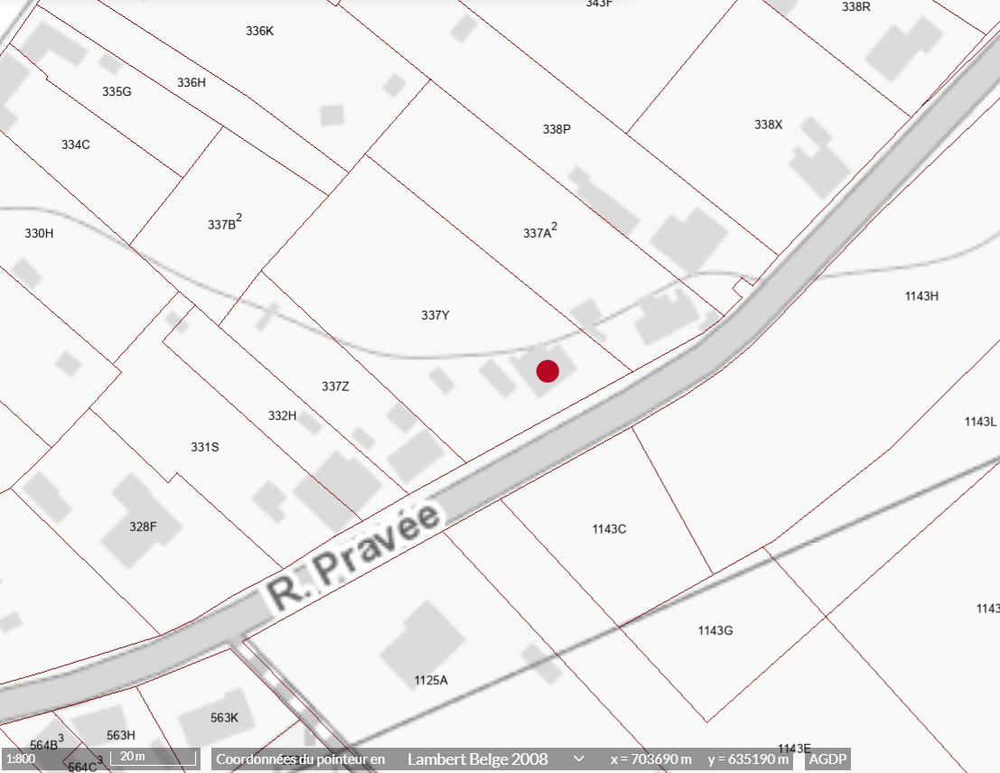 343F
338R
336K
336H
335G
338P
338X
334C
337B²
337A²
330H
1143H
337Y
337Z
332H
1143L
331S
328F
1143C
R. Pravée
1143
1143G
1125A
563K
563H
564B³
1143E
564C³
1:800
20 m
Coordonnées du pointeur en
Lambert Belge 2008
x = 703690 m
y = 635190 m
AGDP